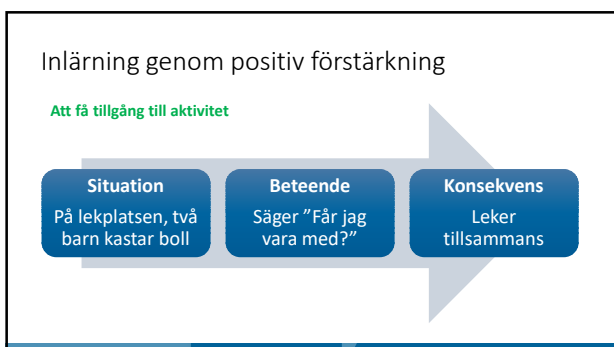 Inlärning genom positiv förstärkning
Att få tillgång till aktivitet
Situation
På lekplatsen, två
barn kastar boll
Beteende
Säger ”Får jag
vara med?”
Konsekvens
Leker
tillsammans